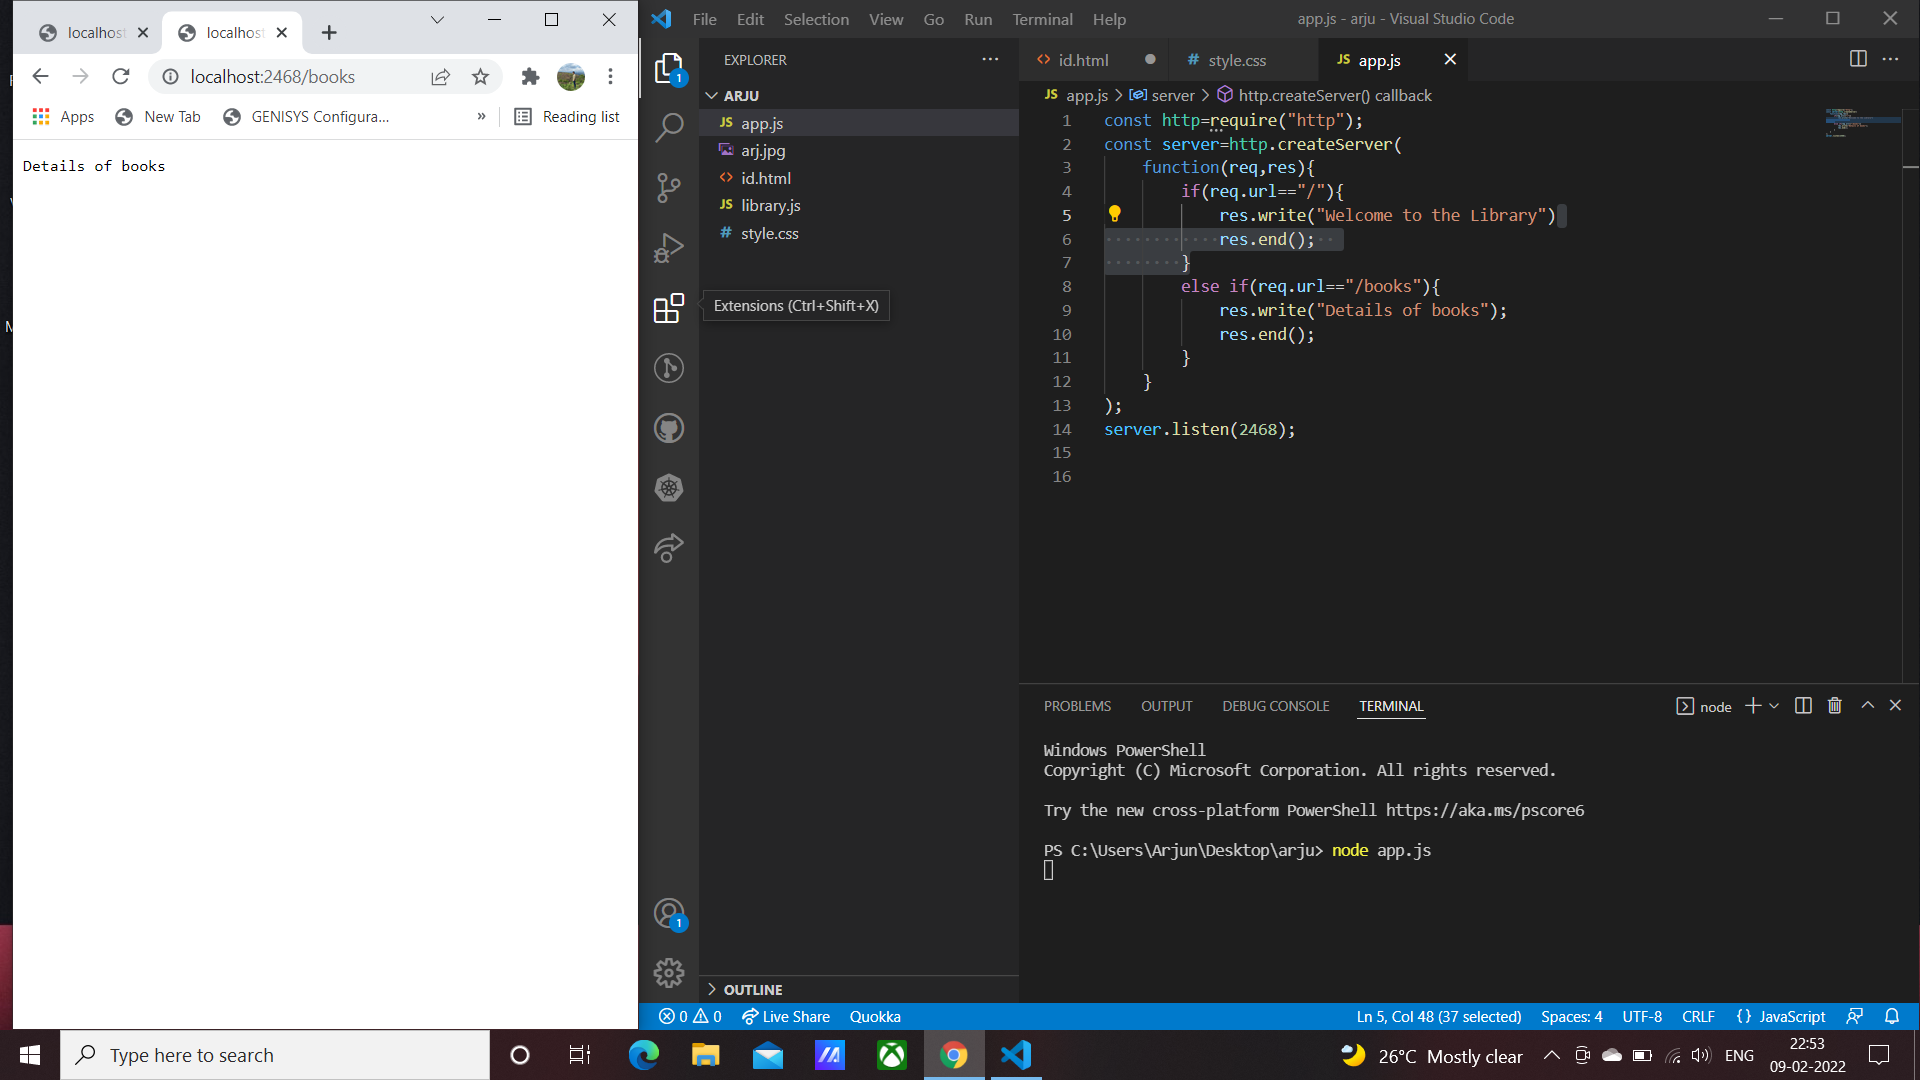 localhos
localhos
localhost:2468/books
Apps
New Tab
GENISYS Configura...
»
Reading list
Details of books
File Edit Selection View Go Run Terminal Help
app.js - arju - Visual Studio Code
1
EXPLORER
ARJU
JS app.js
arj.jpg
<> id.html
JS library.js
# style.css
Extensions (Ctrl+Shift+X)
1
OUTLINE
<> id.html
# style.css
JS app.js
JS app.js > server > http.createServer() callback
1 const http=require("http");
2 const server=http.createServer(
3 function(req,res){
4 if(req.url=="/"){
5 res.write("Welcome to the Library")
6 res.end();
7 }
8 else if(req.url=="/books"){
9 res.write("Details of books");
10 res.end();
11 }
12 }
13 );
14 server.listen(2468);
15
16
PROBLEMS OUTPUT DEBUG CONSOLE TERMINAL
node
Windows PowerShell
Copyright (C) Microsoft Corporation. All rights reserved.
Try the new cross-platform PowerShell https://aka.ms/pscore6
PS C:\Users\Arjun\Desktop\arju> node app.js
0 0 Live Share Quokka
Ln 5, Col 48 (37 selected) Spaces: 4 UTF-8 CRLF {} JavaScript
Type here to search
26°C Mostly clear
ENG
22:53
09-02-2022